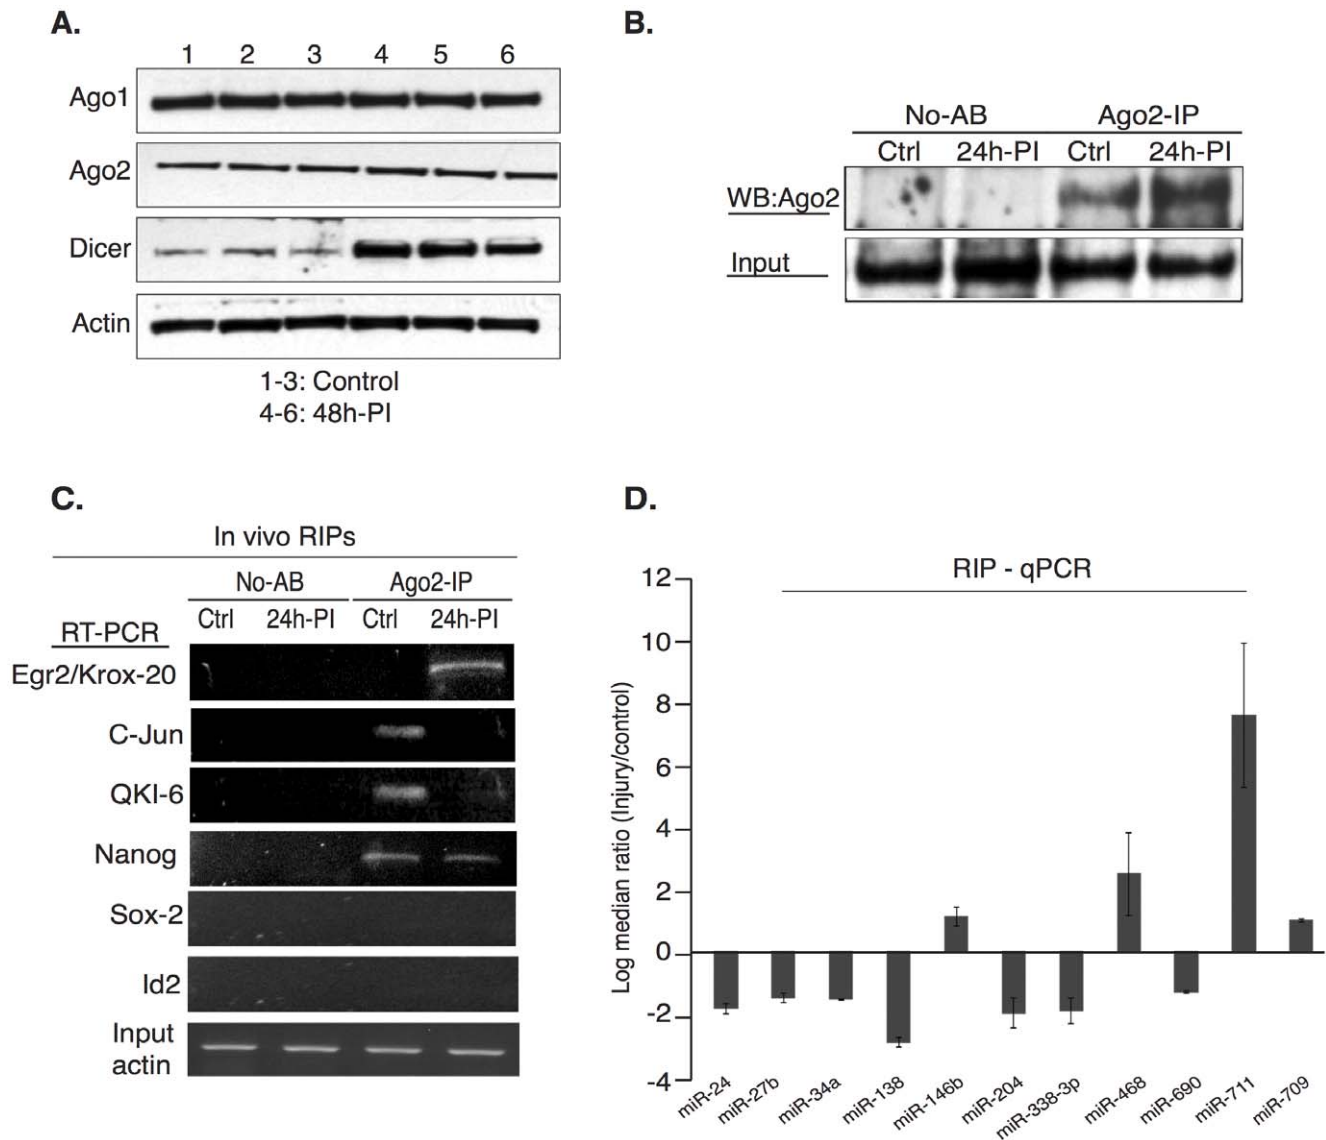 A.
1 2 3 4 5 6
Ago1
Ago2
Dicer
Actin
1-3: Control
4-6: 48h-PI
B.
No-AB Ago2-IP
Ctrl 24h-PI Ctrl 24h-PI
WB:Ago2
Input
C.
In vivo RIPs
No-AB Ago2-IP
Ctrl 24h-PI Ctrl 24h-PI
RT-PCR
Egr2/Krox-20
C-Jun
QKI-6
Nanog
Sox-2
Id2
Input
actin
D.
RIP - qPCR
Log median ratio (Injury/control)
12
10
8
6
4
2
0
-2
-4
miR-24 miR-27b miR-34a miR-138 miR-146b miR-204 miR-338-3p miR-468 miR-690 miR-711 miR-709